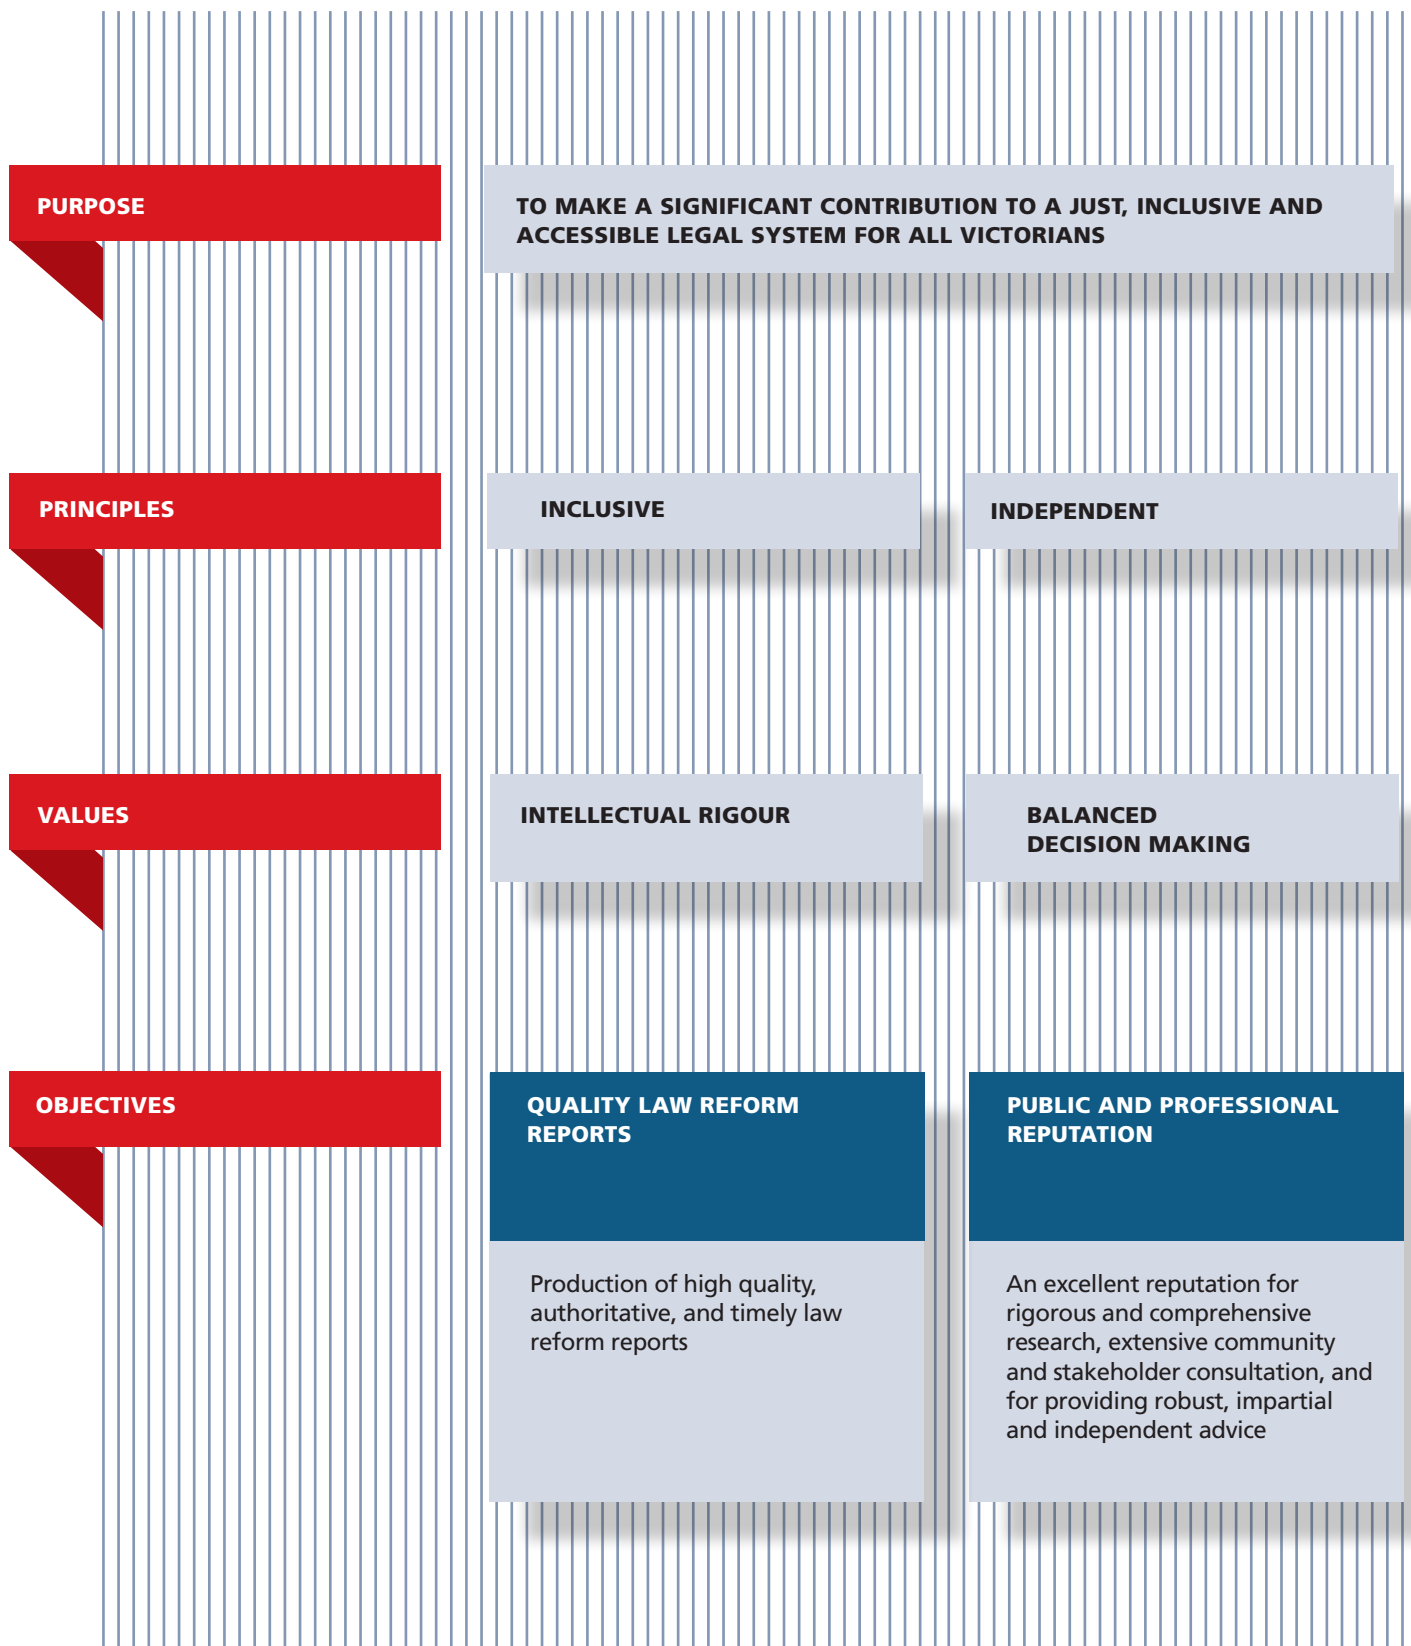 PURPOSE
TO MAKE A SIGNIFICANT CONTRIBUTION TO A JUST, INCLUSIVE AND
ACCESSIBLE LEGAL SYSTEM FOR ALL VICTORIANS
PRINCIPLES
INCLUSIVE
INDEPENDENT
VALUES
INTELLECTUAL RIGOUR
BALANCED
DECISION MAKING
OBJECTIVES
QUALITY LAW REFORM
REPORTS
Production of high quality,
authoritative, and timely law
reform reports
PUBLIC AND PROFESSIONAL
REPUTATION
An excellent reputation for
rigorous and comprehensive
research, extensive community
and stakeholder consultation, and
for providing robust, impartial
and independent advice